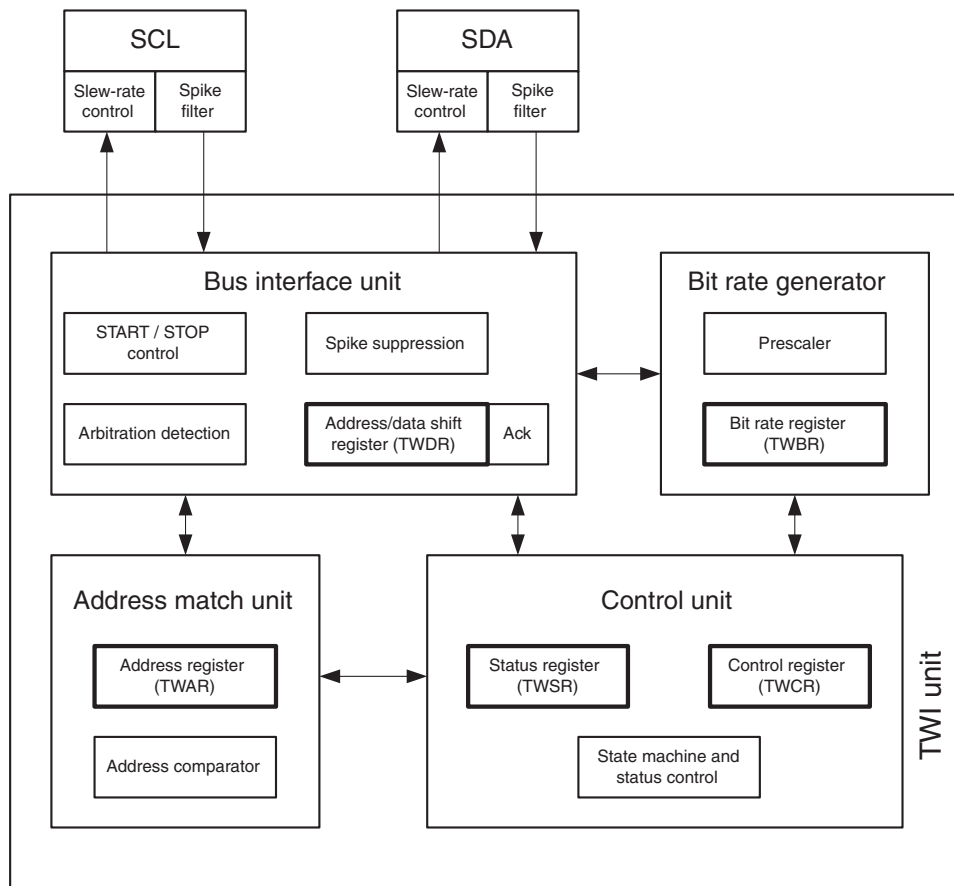 SCL
Slew-rate
control
Spike
filter
SDA
Slew-rate
control
Spike
filter
Bus interface unit
START / STOP
control
Spike suppression
Arbitration detection
Address/data shift
register (TWDR)
Ack
Bit rate generator
Prescaler
Bit rate register
(TWBR)
Address match unit
Address register
(TWAR)
Address comparator
Control unit
Status register
(TWSR)
Control register
(TWCR)
State machine and
status control
TWI unit